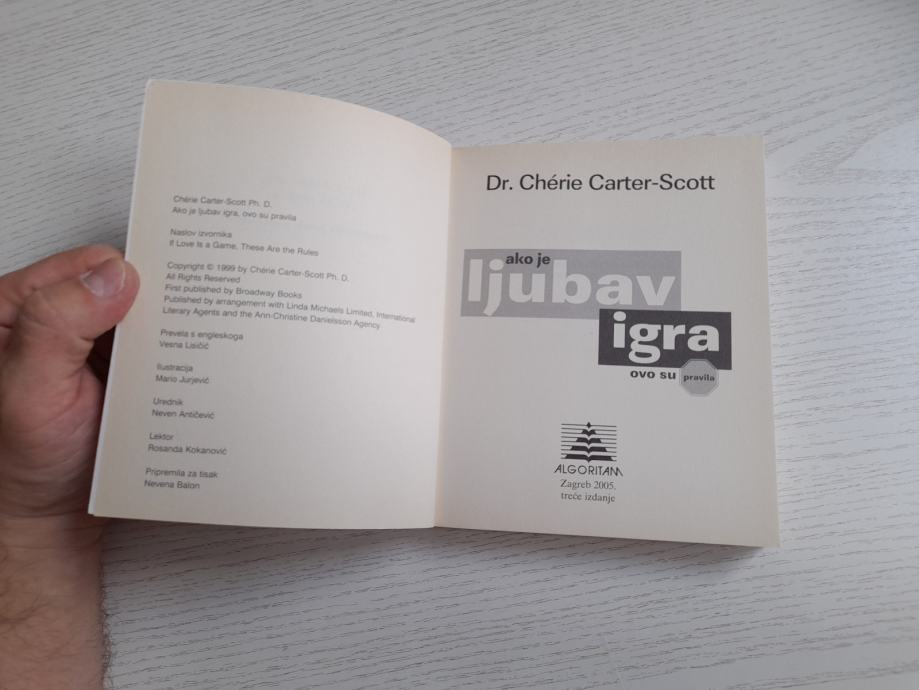 Chérie Carter-Scott Ph. D.
Ako je ljubav igra, ovo su pravila
Naslov izvornika
If Love Is a Game, These Are the Rules
Copyright © 1999 by Chérie Carter-Scott Ph. D.
All Rights Reserved
First published by Broadway Books
Published by arrangement with Linda Michaels Limited, International
Literary Agents and the Ann-Christine Danielsson Agency
Prevela s engleskoga
Vesna Lisičić
Ilustracija
Mario Jurjević
Urednik
Neven Antičević
Lektor
Rosanda Kokanović
Pripremila za tisak
Nevena Balon
Dr. Chérie Carter-Scott
ako je
ljubav
igra
ovo su pravila
ALGORITAM
Zagreb 2005.
treće izdanje